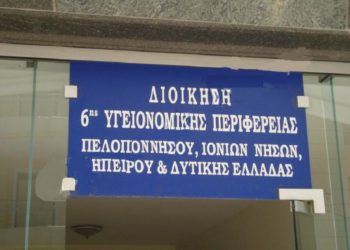 ΔΙΟΙΚΗΣΗ
6ης ΥΓΕΙΟΝΟΜΙΚΗΣ ΠΕΡΙΦΕΡΕΙΑΣ
ΠΕΛΟΠΟΝΝΗΣΟΥ, ΙΟΝΙΩΝ ΝΗΣΩΝ,
ΗΠΕΙΡΟΥ & ΔΥΤΙΚΗΣ ΕΛΛΑΔΑΣ